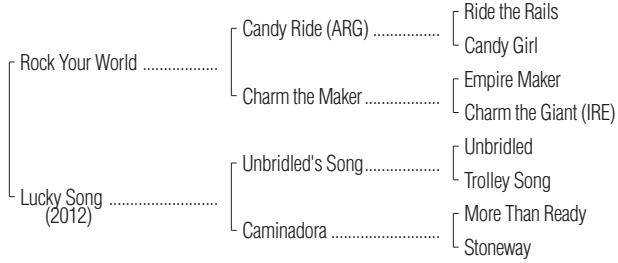 Ride the Rails
Candy Ride (ARG) ................
Candy Girl
Rock Your World ..................
Empire Maker
Charm the Maker ..................
Charm the Giant (IRE)
Unbridled
Unbridled's Song ..................
Trolley Song
Lucky Song ..........................
(2012)
More Than Ready
Caminadora ..........................
Stoneway